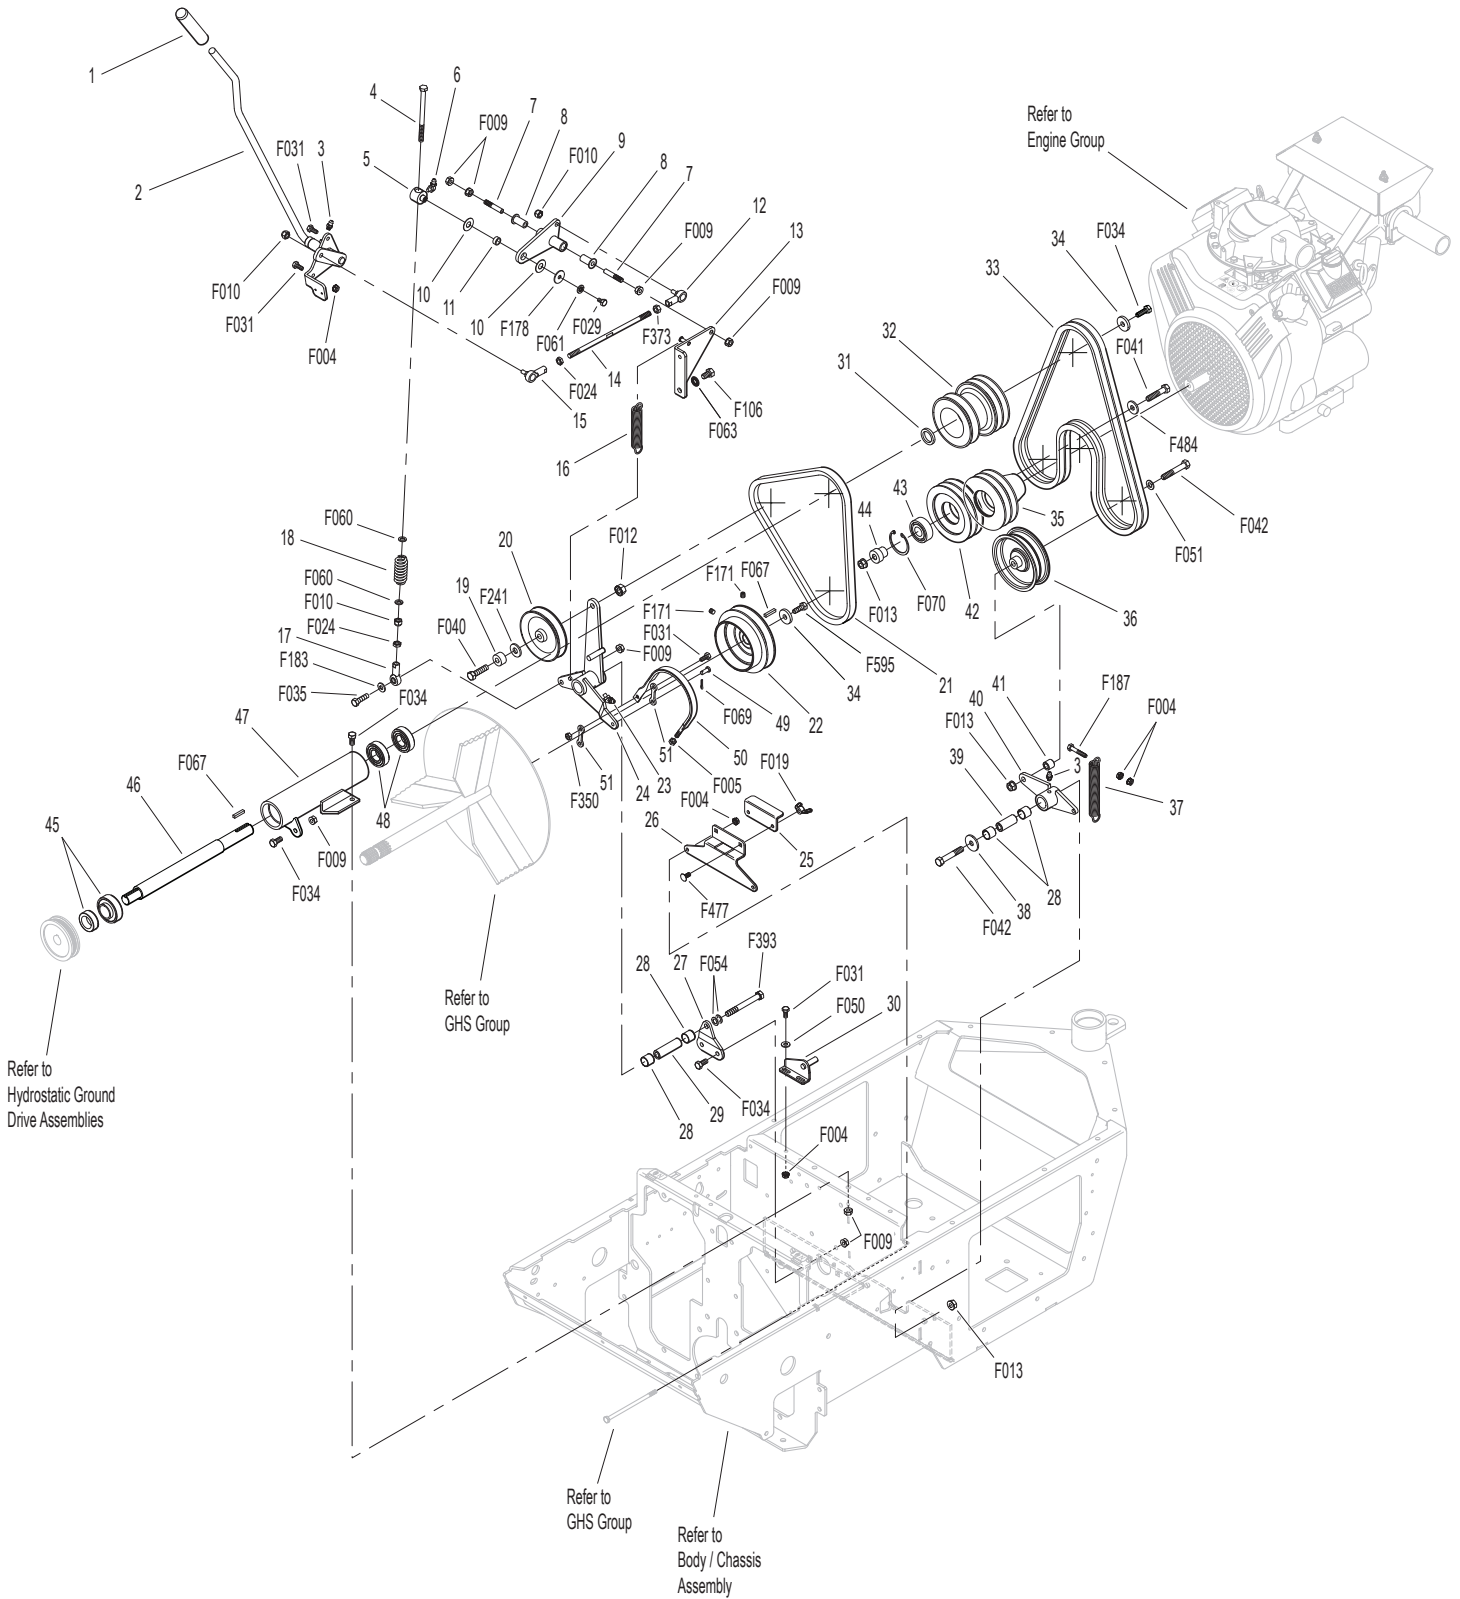 1
2
F031
3
F010
F031
F004
4
5
6
F009
7
8
F010
9
8
7
F009
12
13
10
11
10
F178
F061
F029
14
F373
F009
F024
15
F106
F063
16
Refer to
Engine Group
34
F034
33
32
31
F041
F484
F042
F051
35
36
43
44
F013
F070
42
F060
18
F060
F010
F024
17
F183
F035
F034
20
19
F241
F040
F012
F171
F067
F171
F031
F009
F595
34
21
22
49
F069
51
50
F005
23
24
51
F350
47
F067
46
48
45
F009
F034
F004
26
F019
25
F477
41
40
F013
F187
F004
3
39
37
28
38
F042
Refer to
Hydrostatic Ground
Drive Assemblies
Refer to
GHS Group
28
27
F054
F393
F031
F050
30
F034
29
28
F004
F009
F013
Refer to
GHS Group
Refer to
Body / Chassis
Assembly